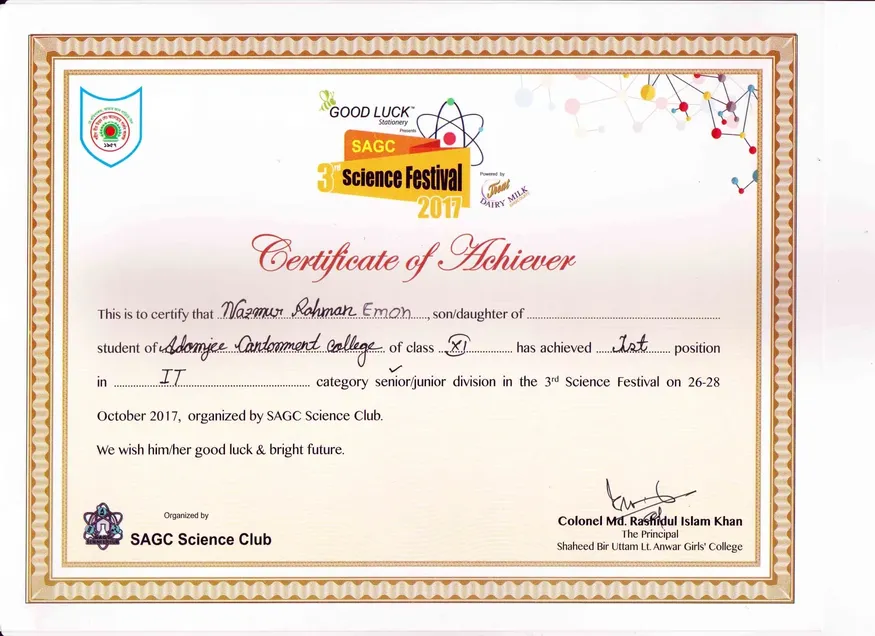 GOOD LUCK™
Stationery
Presents
SAGC
3rd Science Festival
2017
Powered by
Treat
DAIRY MILK
১৯৫৭
Certificate of Achiever
This is to certify that Nazmur Rahman Emon, son/daughter of
student of Adamjee Cantonment College of class XI has achieved 1st position
in IT category senior/junior division in the 3rd Science Festival on 26-28
October 2017, organized by SAGC Science Club.
We wish him/her good luck & bright future.
Organized by
SAGC Science Club
Colonel Md. Rashidul Islam Khan
The Principal
Shaheed Bir Uttam Lt. Anwar Girls' College